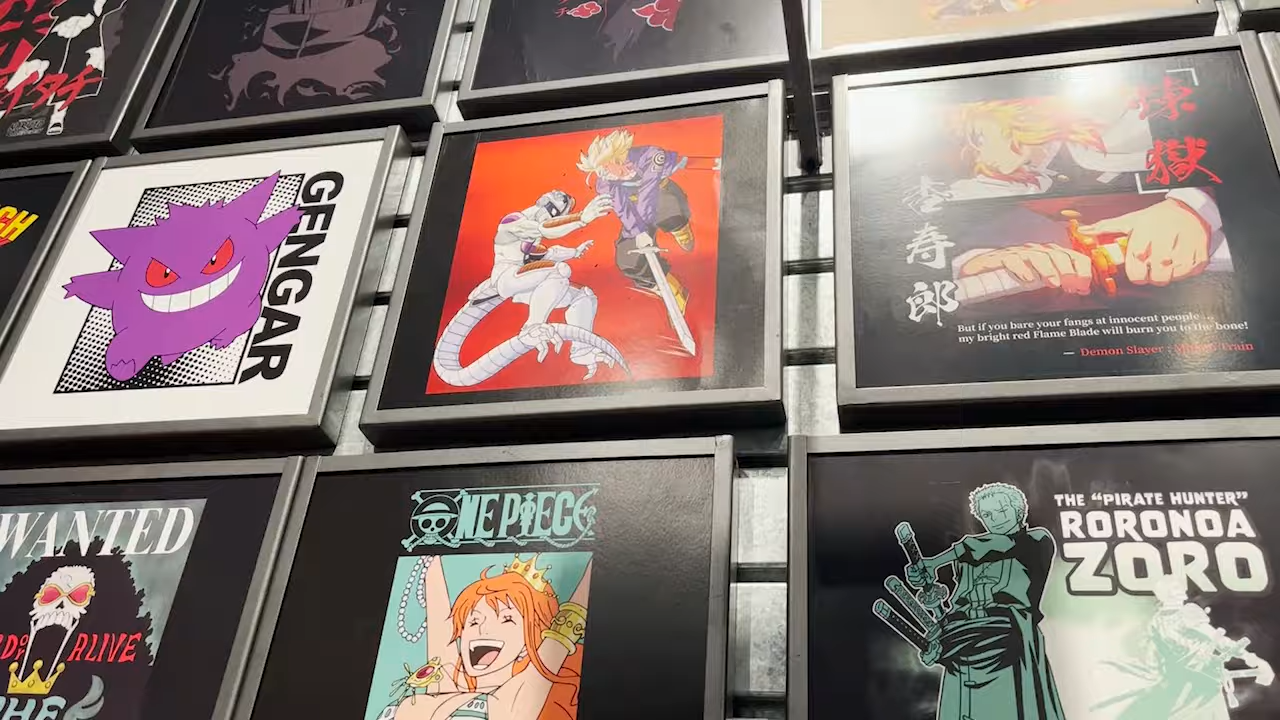 イタチ
GENGAR
煉
獄
杏
寿
郎
But if you bare your fangs at innocent people ...
my bright red Flame Blade will burn you to the bone!
— Demon Slayer : Train
WANTED
ALIVE
ONE PIECE
THE "PIRATE HUNTER"
RORONOA
ZORO